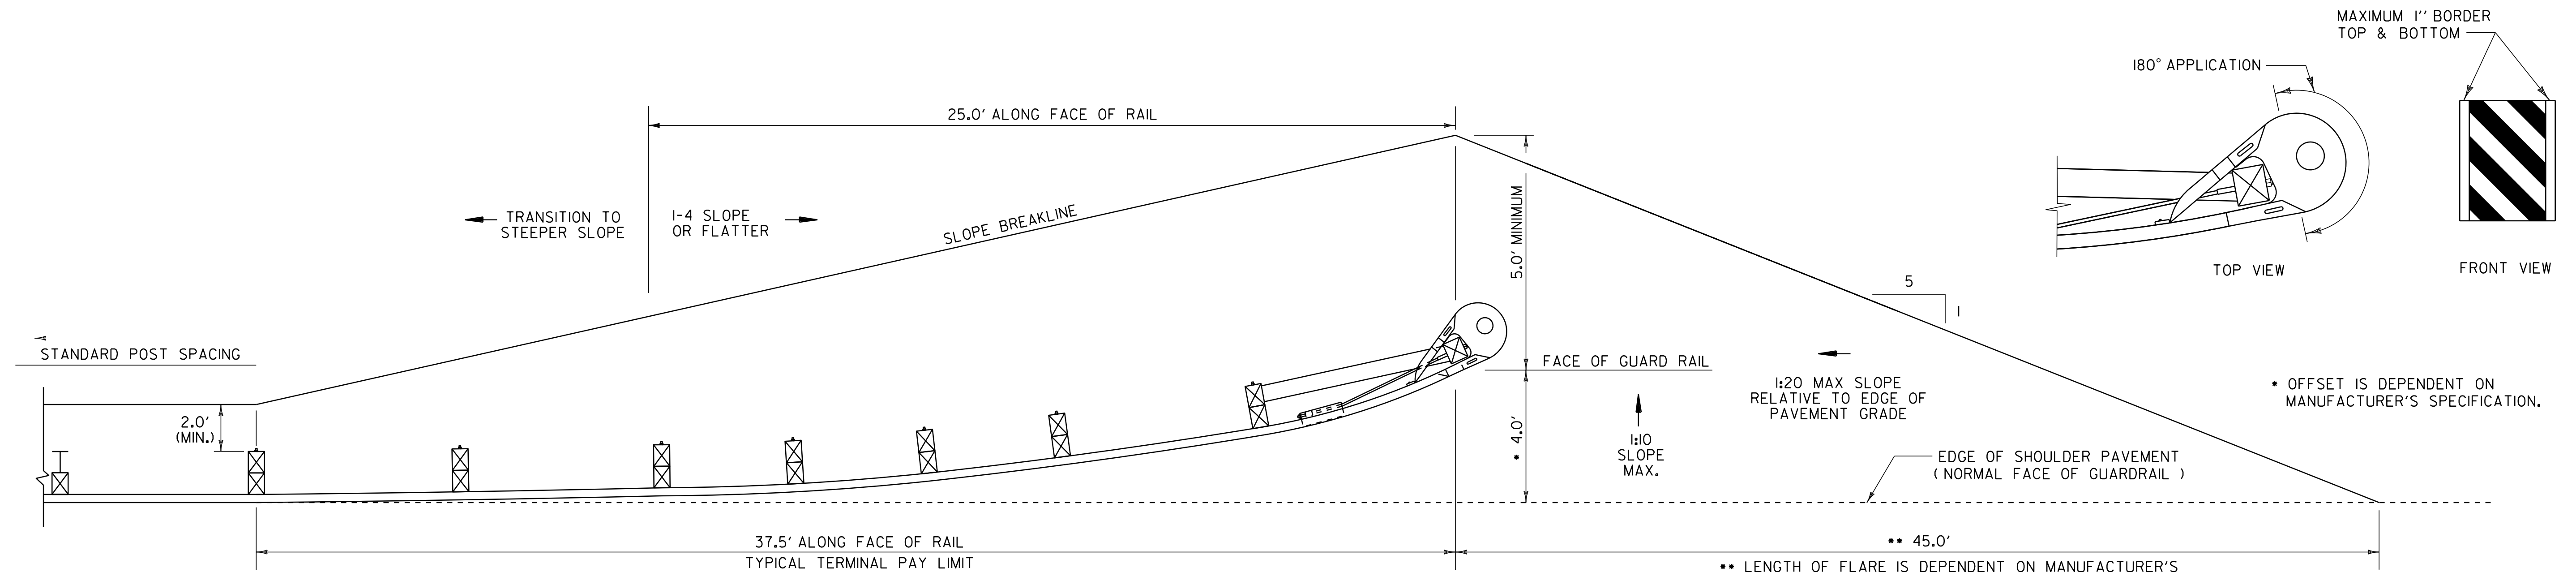 MAXIMUM 1'' BORDER
TOP & BOTTOM
180° APPLICATION
25.0' ALONG FACE OF RAIL
TRANSITION TO
STEEPER SLOPE
1-4 SLOPE
OR FLATTER
SLOPE BREAKLINE
5.0' MINIMUM
TOP VIEW
FRONT VIEW
5
1
STANDARD POST SPACING
FACE OF GUARD RAIL
2.0'
(MIN.)
* 4.0'
1:10
SLOPE
MAX.
1:20 MAX SLOPE
RELATIVE TO EDGE OF
PAVEMENT GRADE
* OFFSET IS DEPENDENT ON
MANUFACTURER'S SPECIFICATION.
EDGE OF SHOULDER PAVEMENT
( NORMAL FACE OF GUARDRAIL )
37.5' ALONG FACE OF RAIL
TYPICAL TERMINAL PAY LIMIT
** 45.0'
** LENGTH OF FLARE IS DEPENDENT ON MANUFACTURER'S